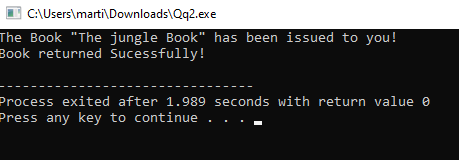 C:\Users\marti\Downloads\Qq2.exe
The Book "The jungle Book" has been issued to you!
Book returned Sucessfully!
--------------------------------
Process exited after 1.989 seconds with return value 0
Press any key to continue . . .